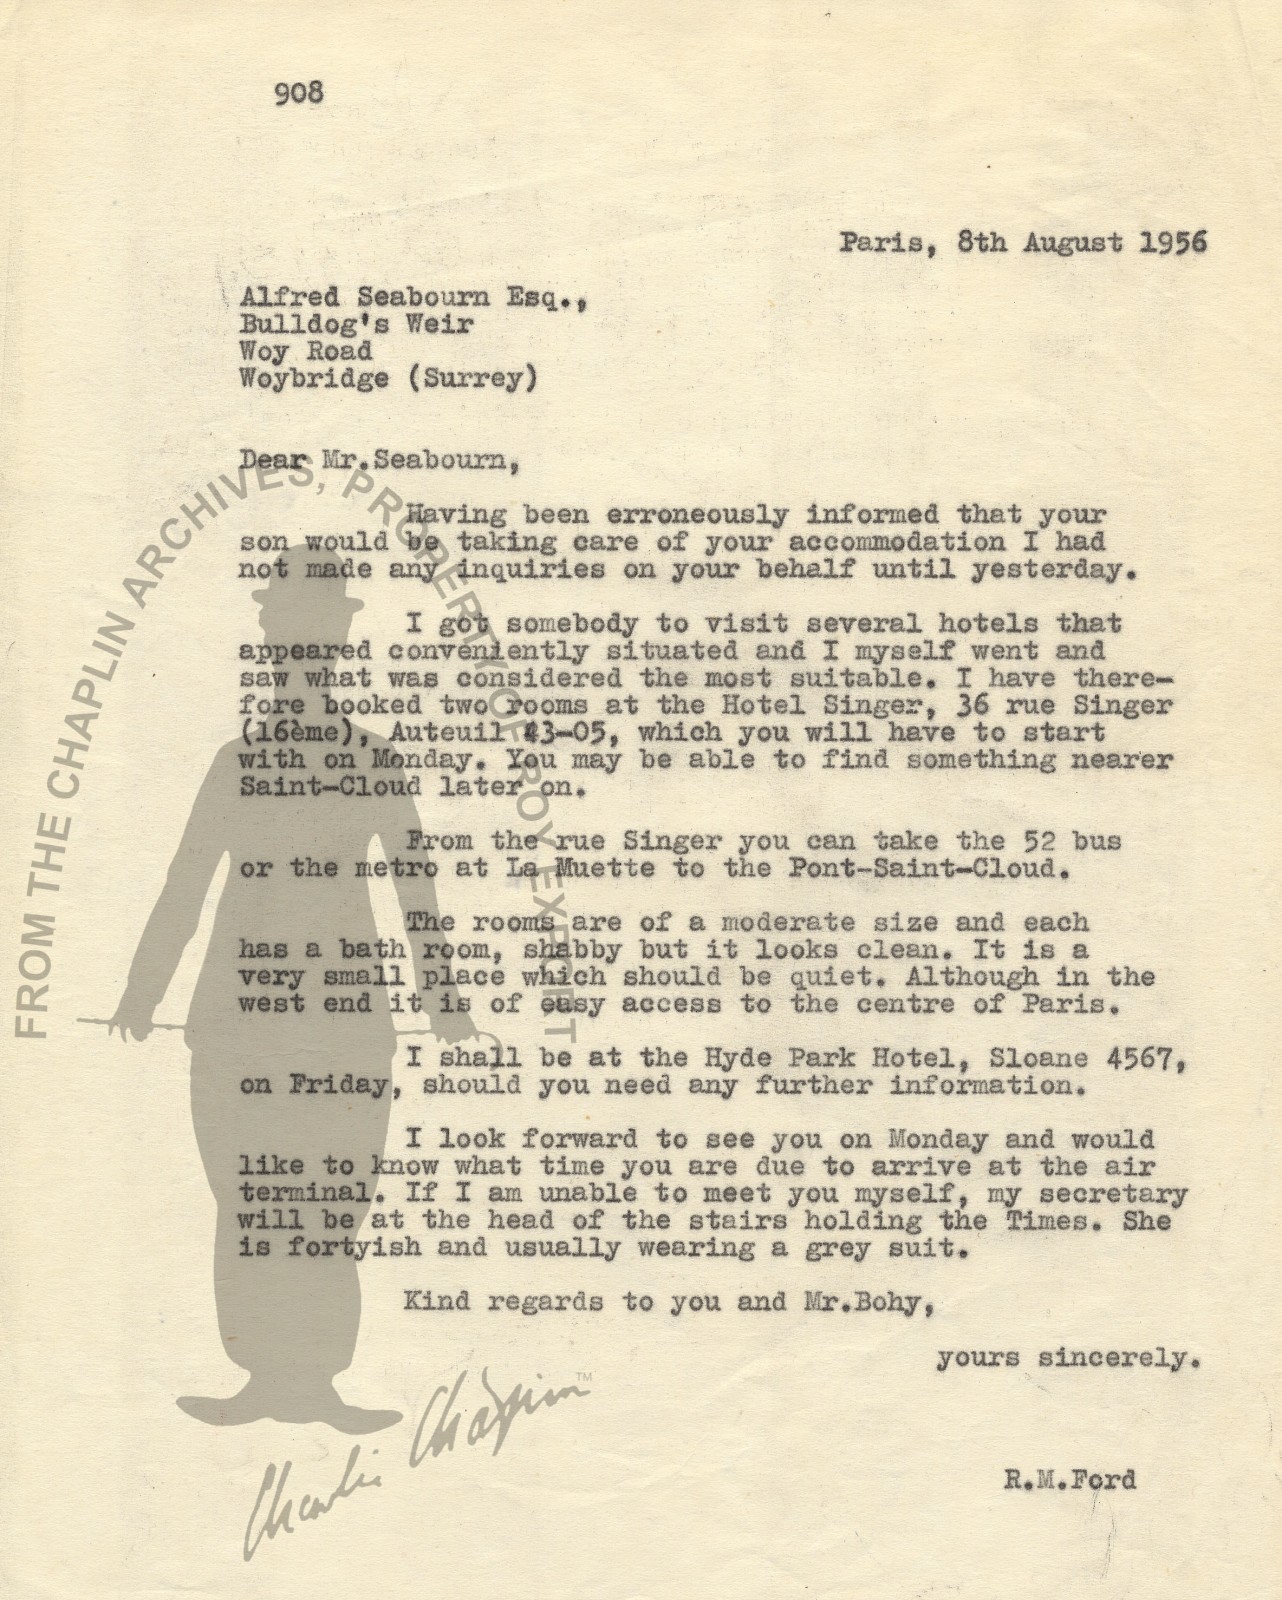 908
Paris, 8th August 1956
Alfred Seabourn Esq.,
Bulldog's Weir
Woy Road
Woybridge (Surrey)
Dear Mr.Seabourn,
Having been erroneously informed that your
son would be taking care of your accommodation I had
not made any inquiries on your behalf until yesterday.
I got somebody to visit several hotels that
appeared conveniently situated and I myself went and
saw what was considered the most suitable. I have there-
fore booked two rooms at the Hotel Singer, 36 rue Singer
(16ème), Auteuil 43-05, which you will have to start
with on Monday. You may be able to find something nearer
Saint-Cloud later on.
From the rue Singer you can take the 52 bus
or the metro at La Muette to the Pont-Saint-Cloud.
The rooms are of a moderate size and each
has a bath room, shabby but it looks clean. It is a
very small place which should be quiet. Although in the
west end it is of easy access to the centre of Paris.
I shall be at the Hyde Park Hotel, Sloane 4567,
on Friday, should you need any further information.
I look forward to see you on Monday and would
like to know what time you are due to arrive at the air
terminal. If I am unable to meet you myself, my secretary
will be at the head of the stairs holding the Times. She
is fortyish and usually wearing a grey suit.
Kind regards to you and Mr.Bohy,
yours sincerely.
R.M.Ford
FROM THE CHAPLIN ARCHIVES, PROPERTY OF ROY EXPORT
Charlie Chaplin™